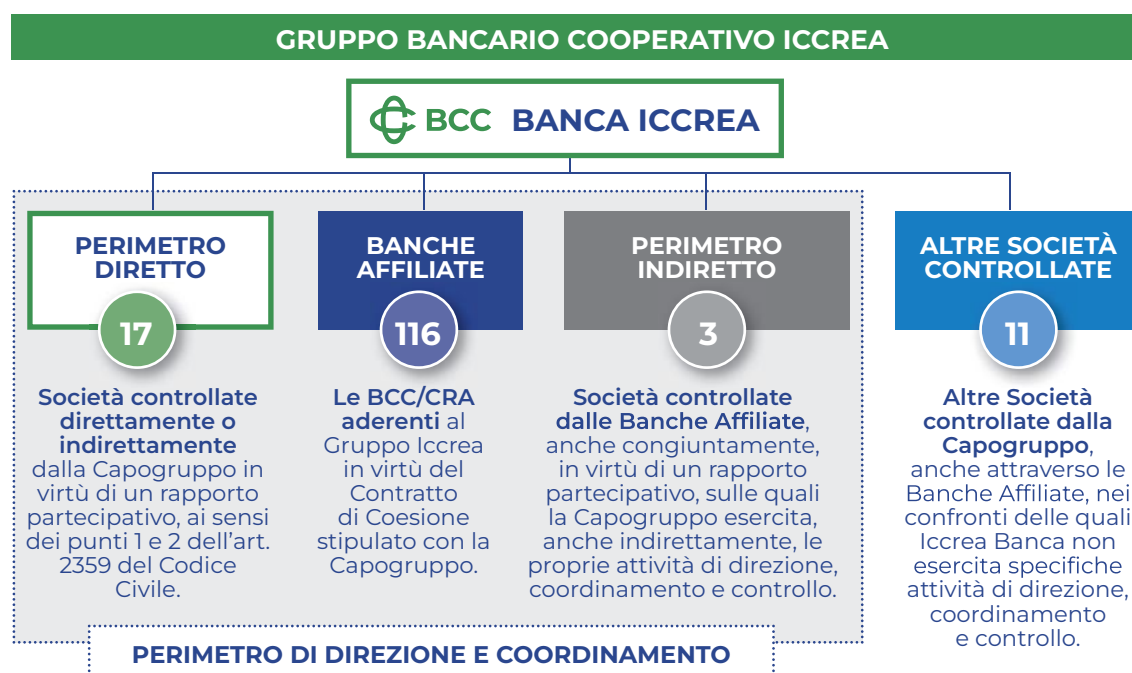 GRUPPO BANCARIO COOPERATIVO ICCREA
BCC BANCA ICCREA
PERIMETRO
DIRETTO
17
Società controllate
direttamente o
indirettamente
dalla Capogruppo in
virtù di un rapporto
partecipativo, ai sensi
dei punti 1 e 2 dell'art.
2359 del Codice
Civile.
BANCHE
AFFILIATE
116
Le BCC/CRA
aderenti al
Gruppo Iccrea
in virtù del
Contratto
di Coesione
stipulato con la
Capogruppo.
PERIMETRO
INDIRETTO
3
Società controllate
dalle Banche Affiliate,
anche congiuntamente,
in virtù di un rapporto
partecipativo, sulle quali
la Capogruppo esercita,
anche indirettamente, le
proprie attività di direzione,
coordinamento e controllo.
ALTRE SOCIETÀ
CONTROLLATE
11
Altre Società
controllate dalla
Capogruppo,
anche attraverso le
Banche Affiliate, nei
confronti delle quali
Iccrea Banca non
esercita specifiche
attività di direzione,
coordinamento
e controllo.
PERIMETRO DI DIREZIONE E COORDINAMENTO